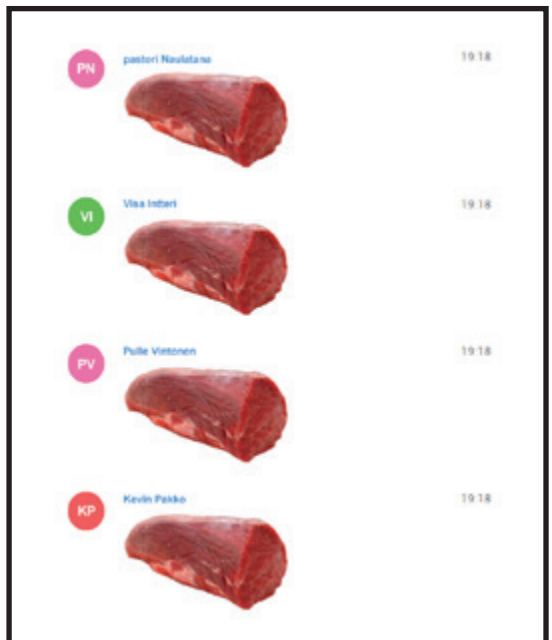 PN pastori Naulatana 19:18
VI Visa Intteri 19:18
PV Pulle Vintonen 19:18
KP Kevin Pakko 19:18